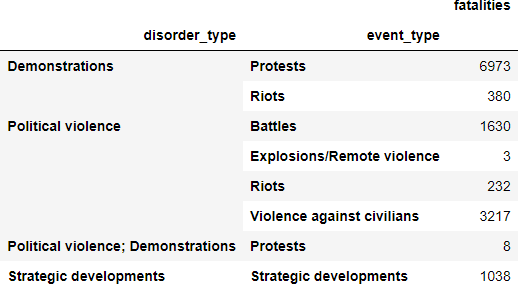 fatalities
disorder_type event_type
Demonstrations Protests 6973
Riots 380
Political violence Battles 1630
Explosions/Remote violence 3
Riots 232
Violence against civilians 3217
Political violence; Demonstrations Protests 8
Strategic developments Strategic developments 1038